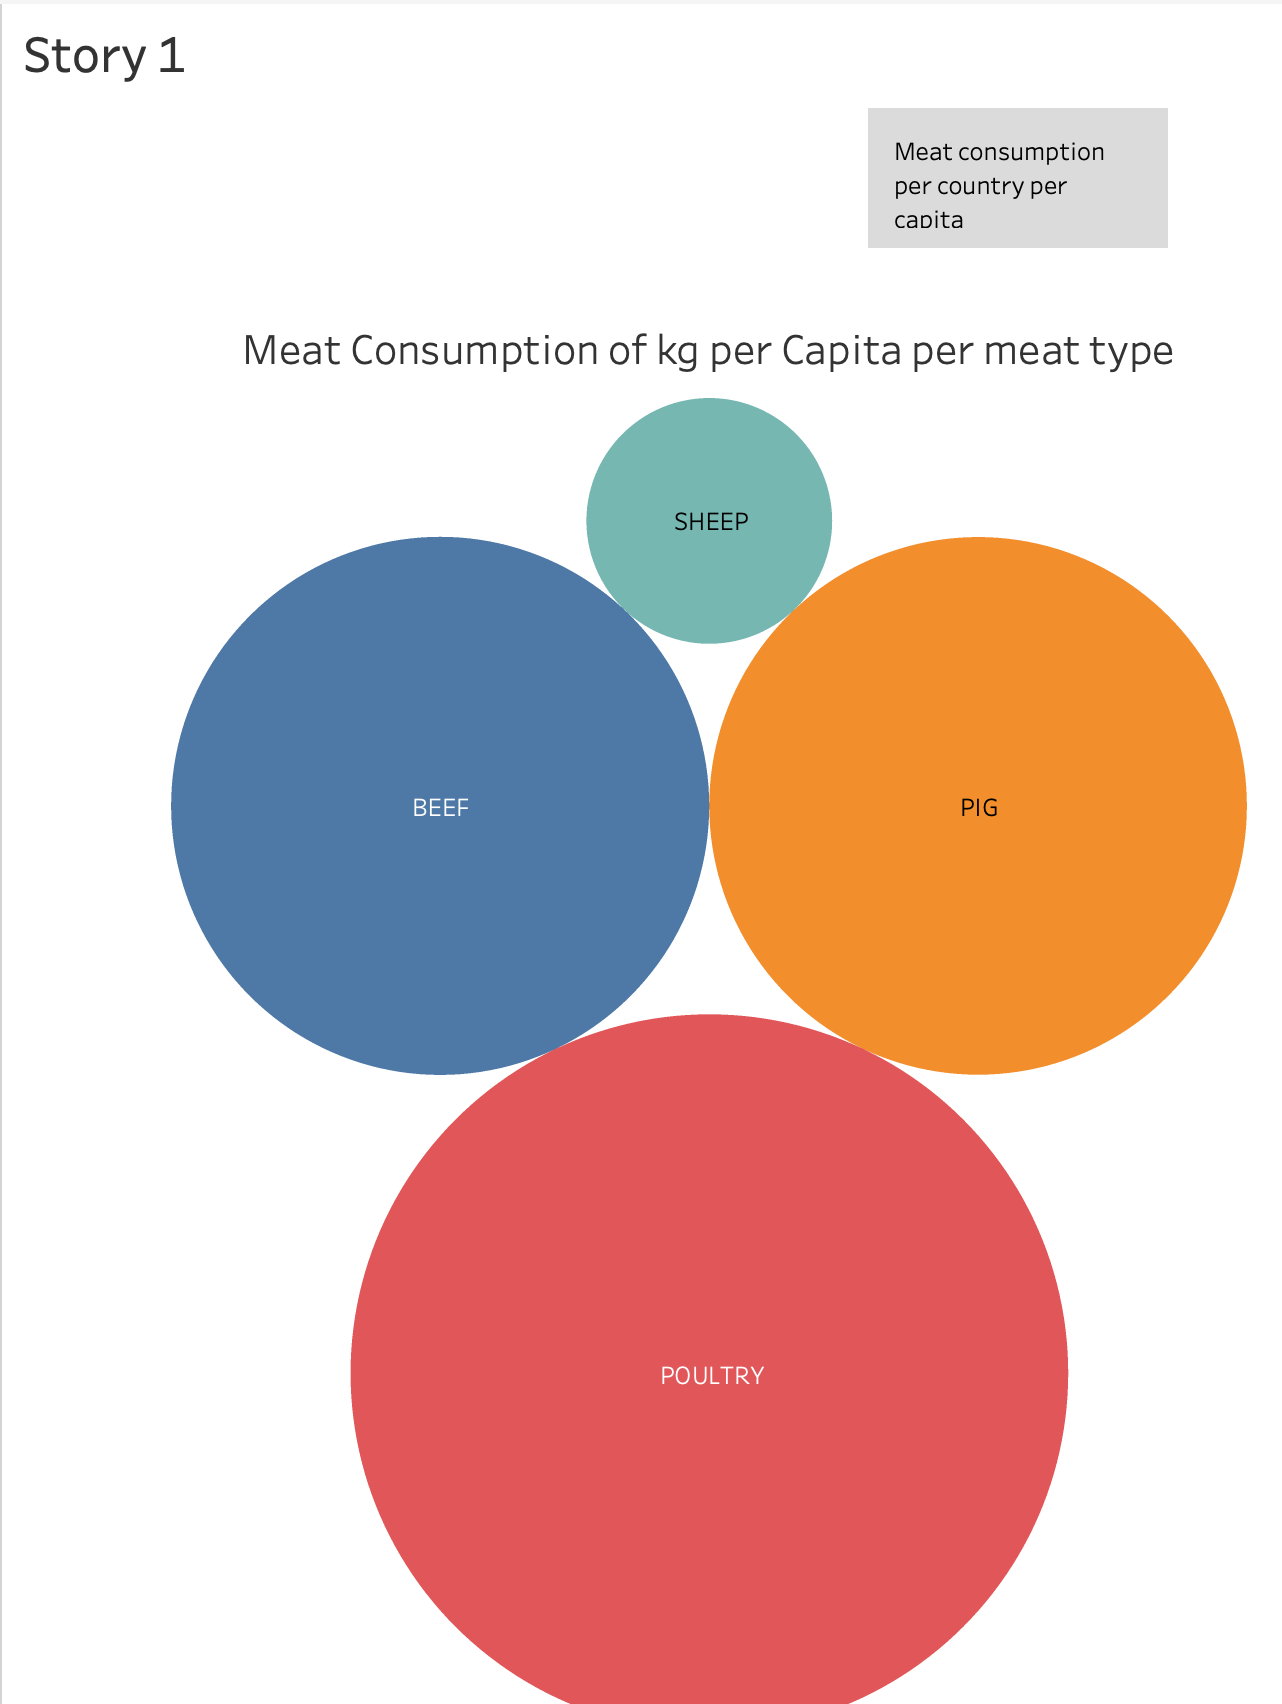 Story 1
Meat consumption
per country per
capita
Meat Consumption of kg per Capita per meat type
SHEEP
BEEF
PIG
POULTRY